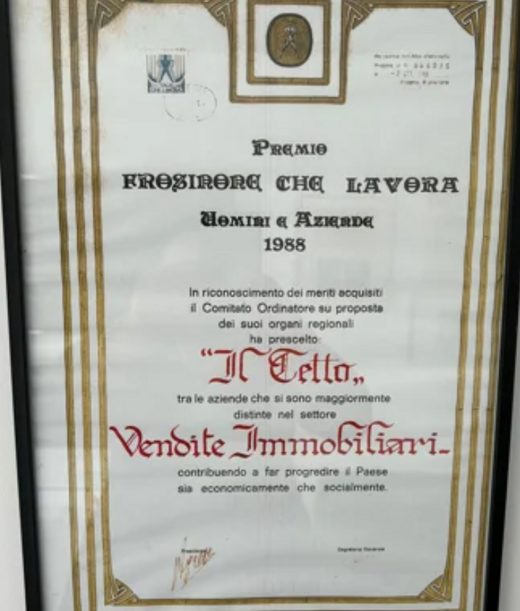 Premio
Frosinone che lavora
Uomini e Aziende
1988
In riconoscimento dei meriti acquisiti
il Comitato Ordinatore su proposta
dei suoi organi regionali
ha prescelto:
“Il Tetto„
tra le aziende che si sono maggiormente
distinte nel settore
Vendite Immobiliari-
contribuendo a far progredire il Paese
sia economicamente che socialmente.